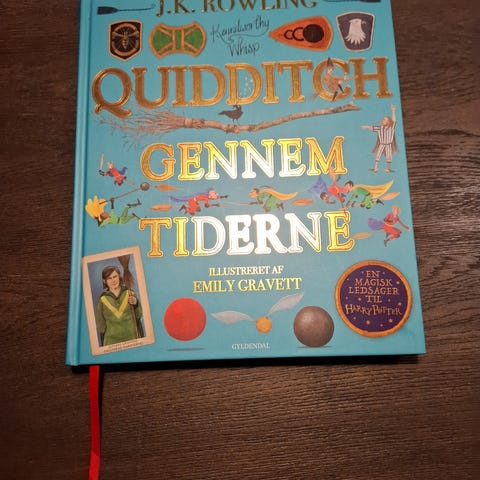 J.K. ROWLING
Kennilworthy
Whisp
QUIDDITCH
GENNEM
TIDERNE
ILLUSTRERET AF
EMILY GRAVETT
EN
MAGISK
LEDSAGER
TIL
HARRY POTTER
GYLDENDAL